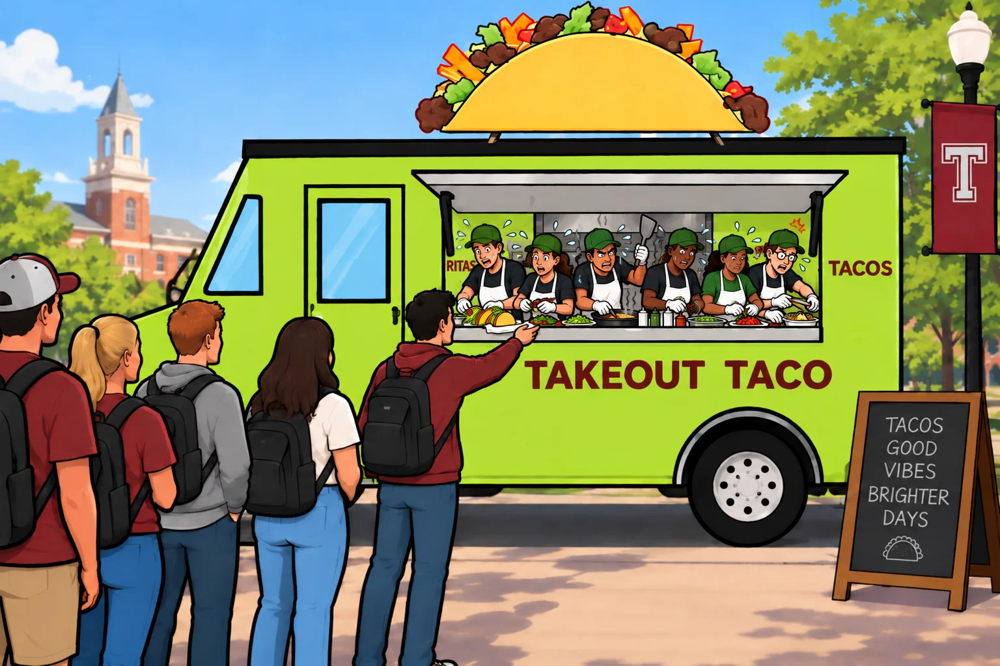 T
RITAS
TACOS
TAKEOUT TACO
TACOS
GOOD
VIBES
BRIGHTER
DAYS